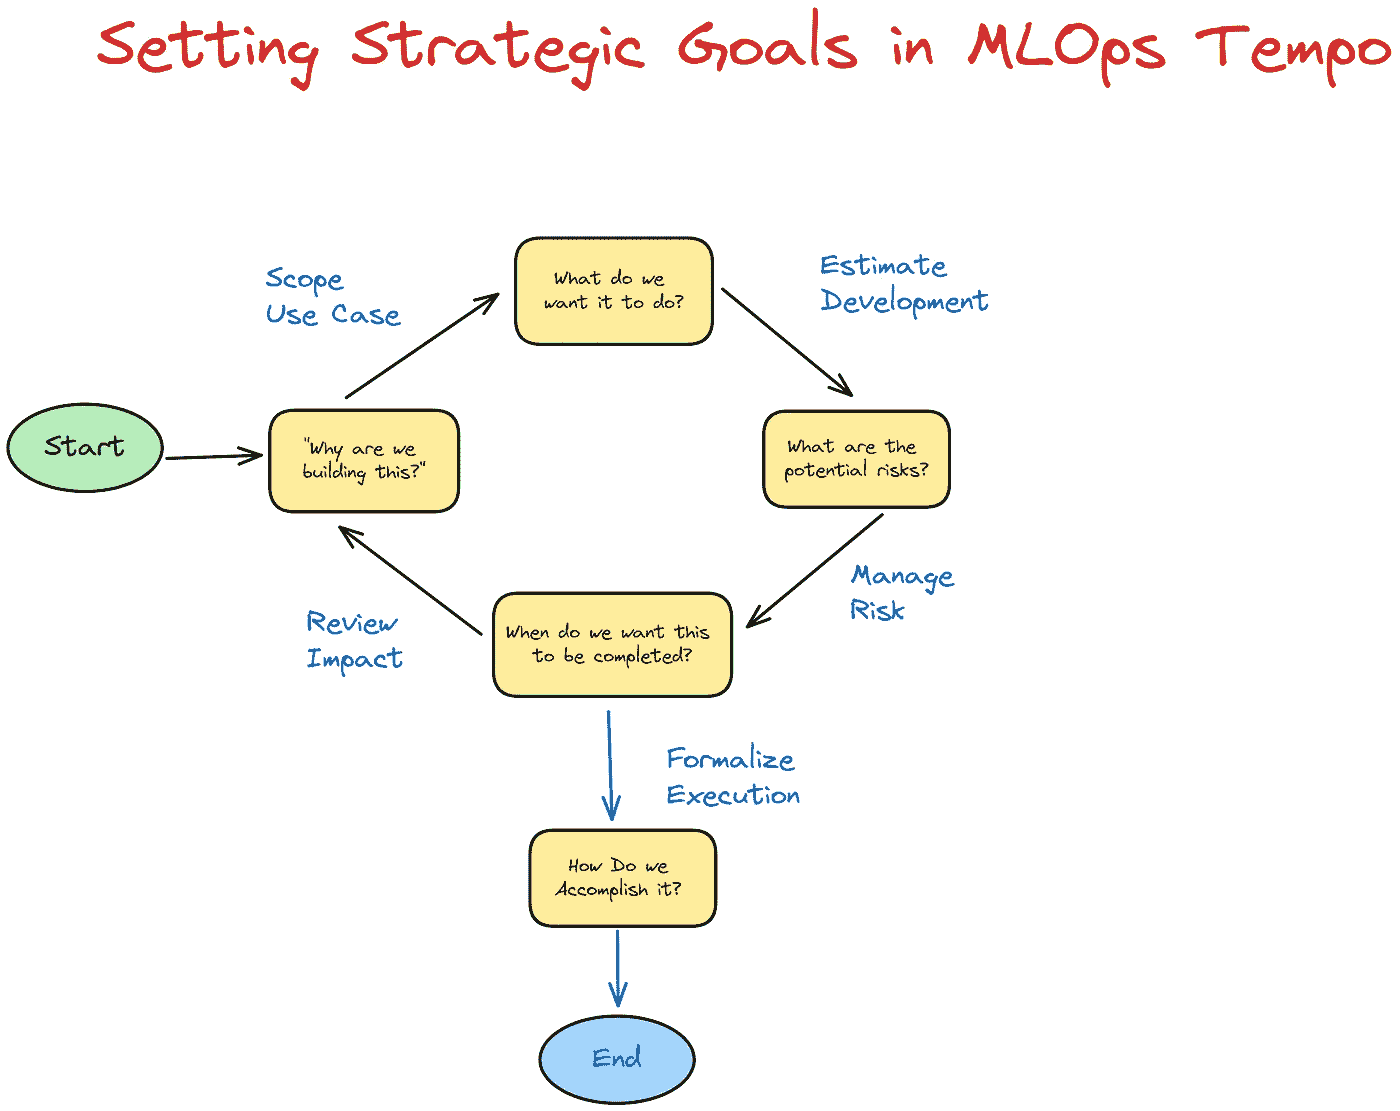 Setting Strategic Goals in MLOps Tempo
What do we
want it to do?
Scope
Use Case
Estimate
Development
Start
"Why are we
building this?"
What are the
potential risks?
Manage
Risk
Review
Impact
When do we want this
to be completed?
Formalize
Execution
How Do we
Accomplish it?
End